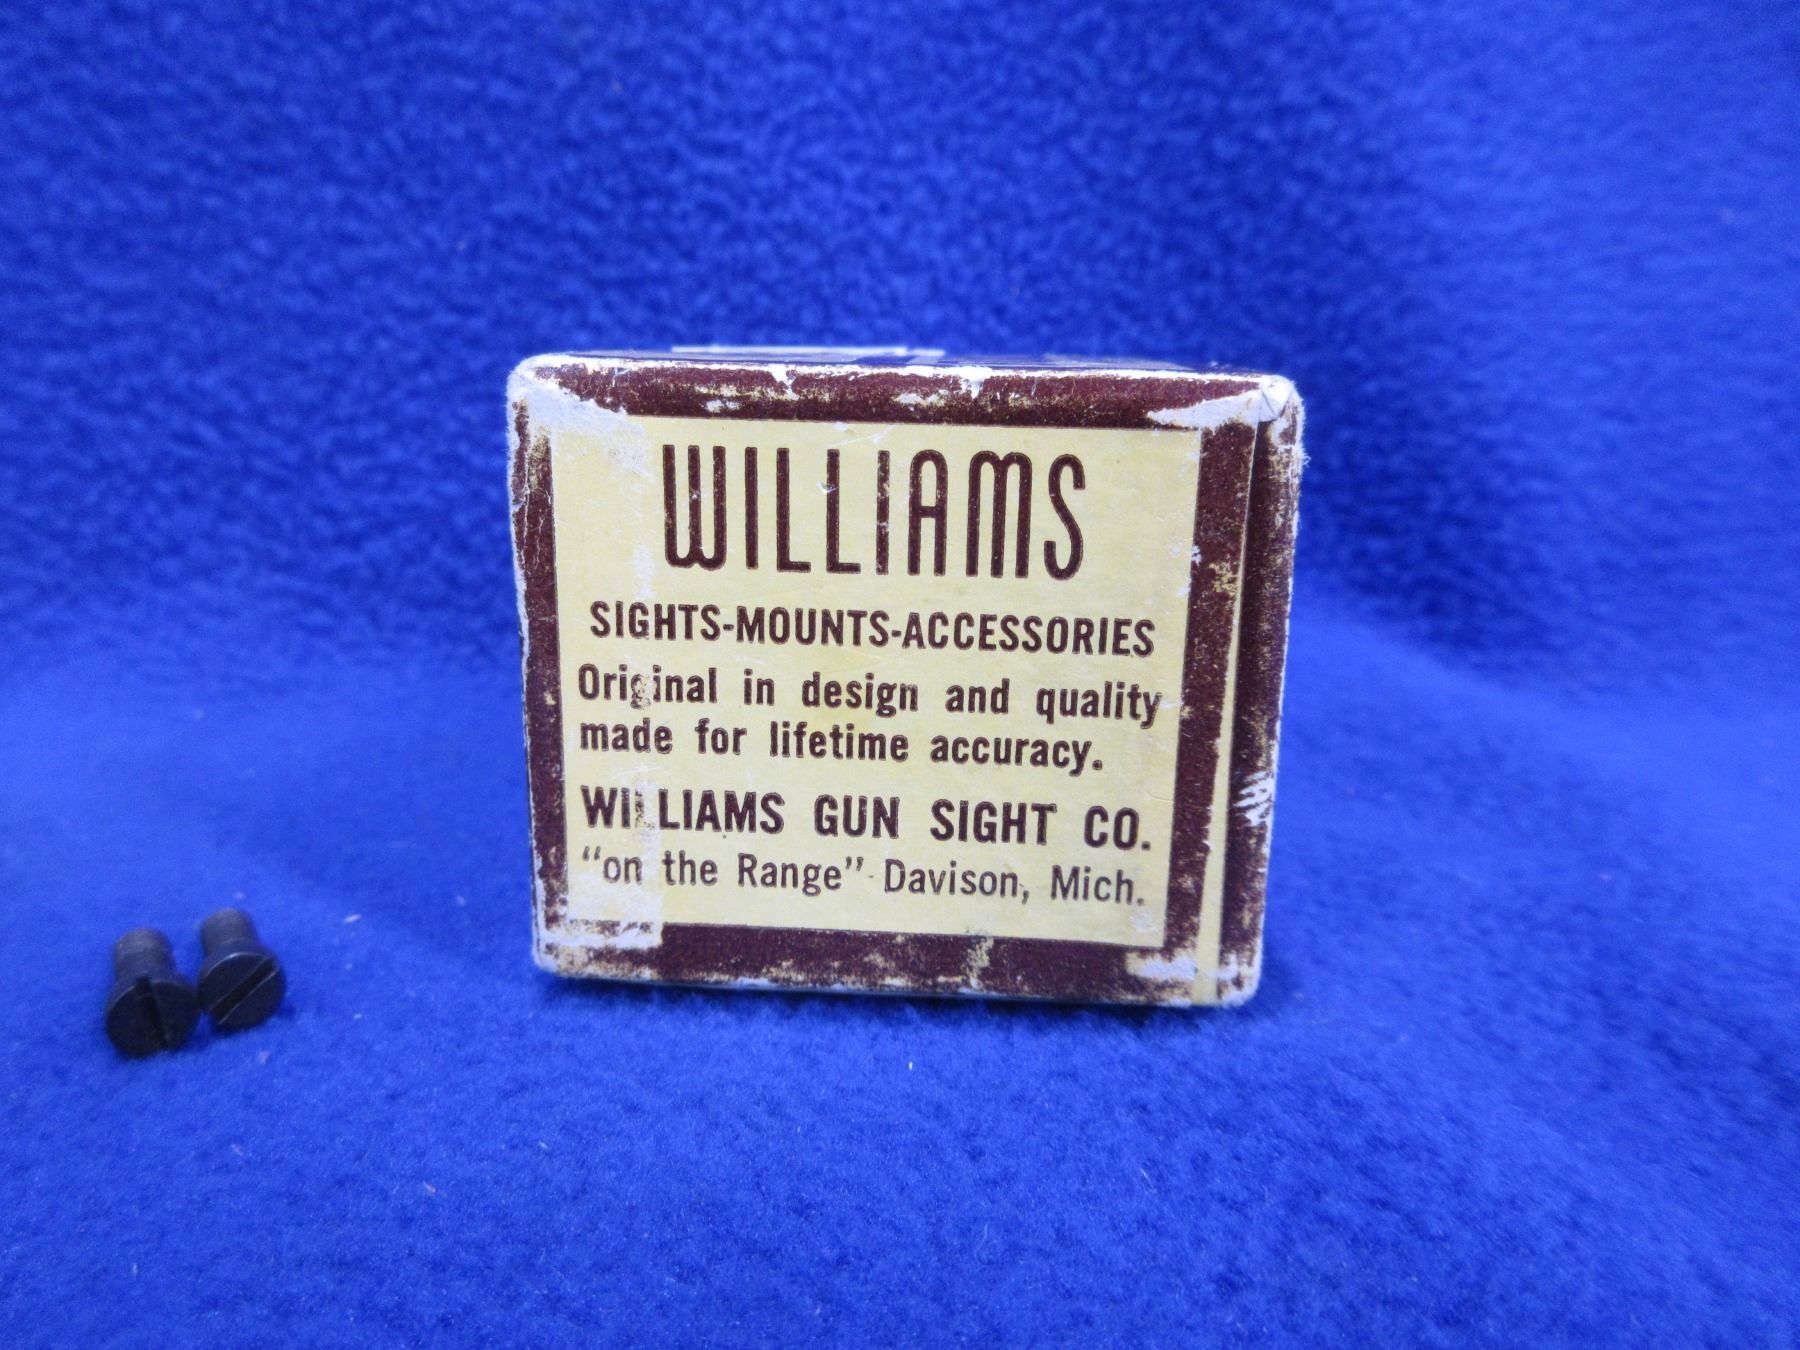 WILLIAMS
SIGHTS-MOUNTS-ACCESSORIES
Original in design and quality
made for lifetime accuracy.
WILLIAMS GUN SIGHT CO.
"on the Range" Davison, Mich.